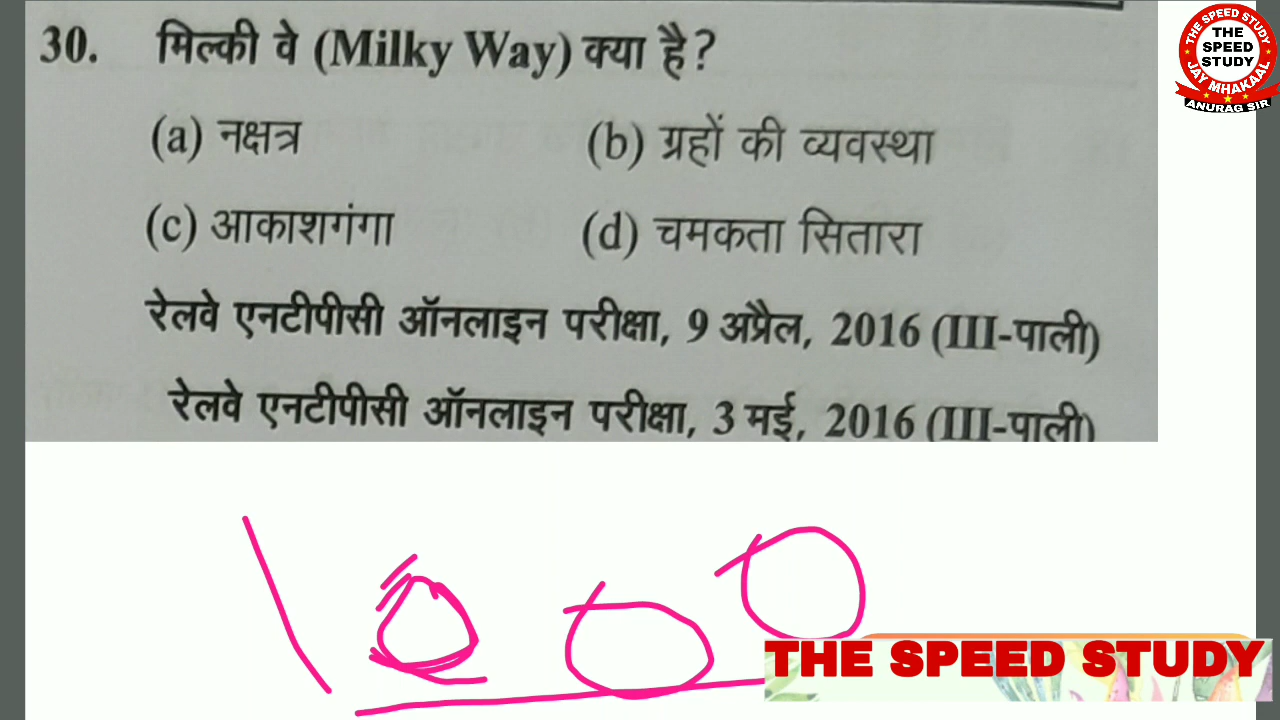 30. मिल्की वे (Milky Way) क्या है?
(a) नक्षत्र (b) ग्रहों की व्यवस्था
(c) आकाशगंगा (d) चमकता सितारा
रेलवे एनटीपीसी ऑनलाइन परीक्षा, 9 अप्रैल, 2016 (III-पाली)
रेलवे एनटीपीसी ऑनलाइन परीक्षा, 3 मई, 2016 (III-पाली)
THE SPEED STUDY
THE
SPEED
STUDY
JAY MHAKAAL
ANURAG SIR
THE SPEED STUDY